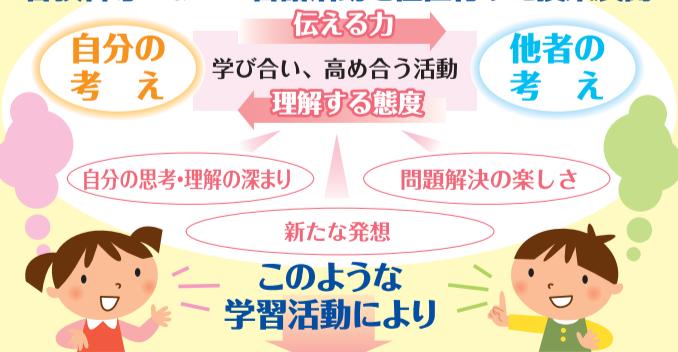 伝える力
自分の
考え
学び合い、高め合う活動
他者の
考え
理解する態度
自分の思考・理解の深まり
問題解決の楽しさ
新たな発想
このような
学習活動により